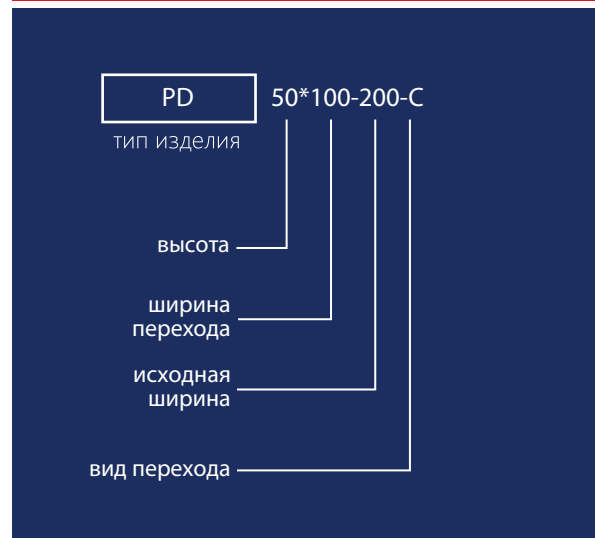 PD 50*100-200-C
тип изделия
высота
ширина
перехода
исходная
ширина
вид перехода